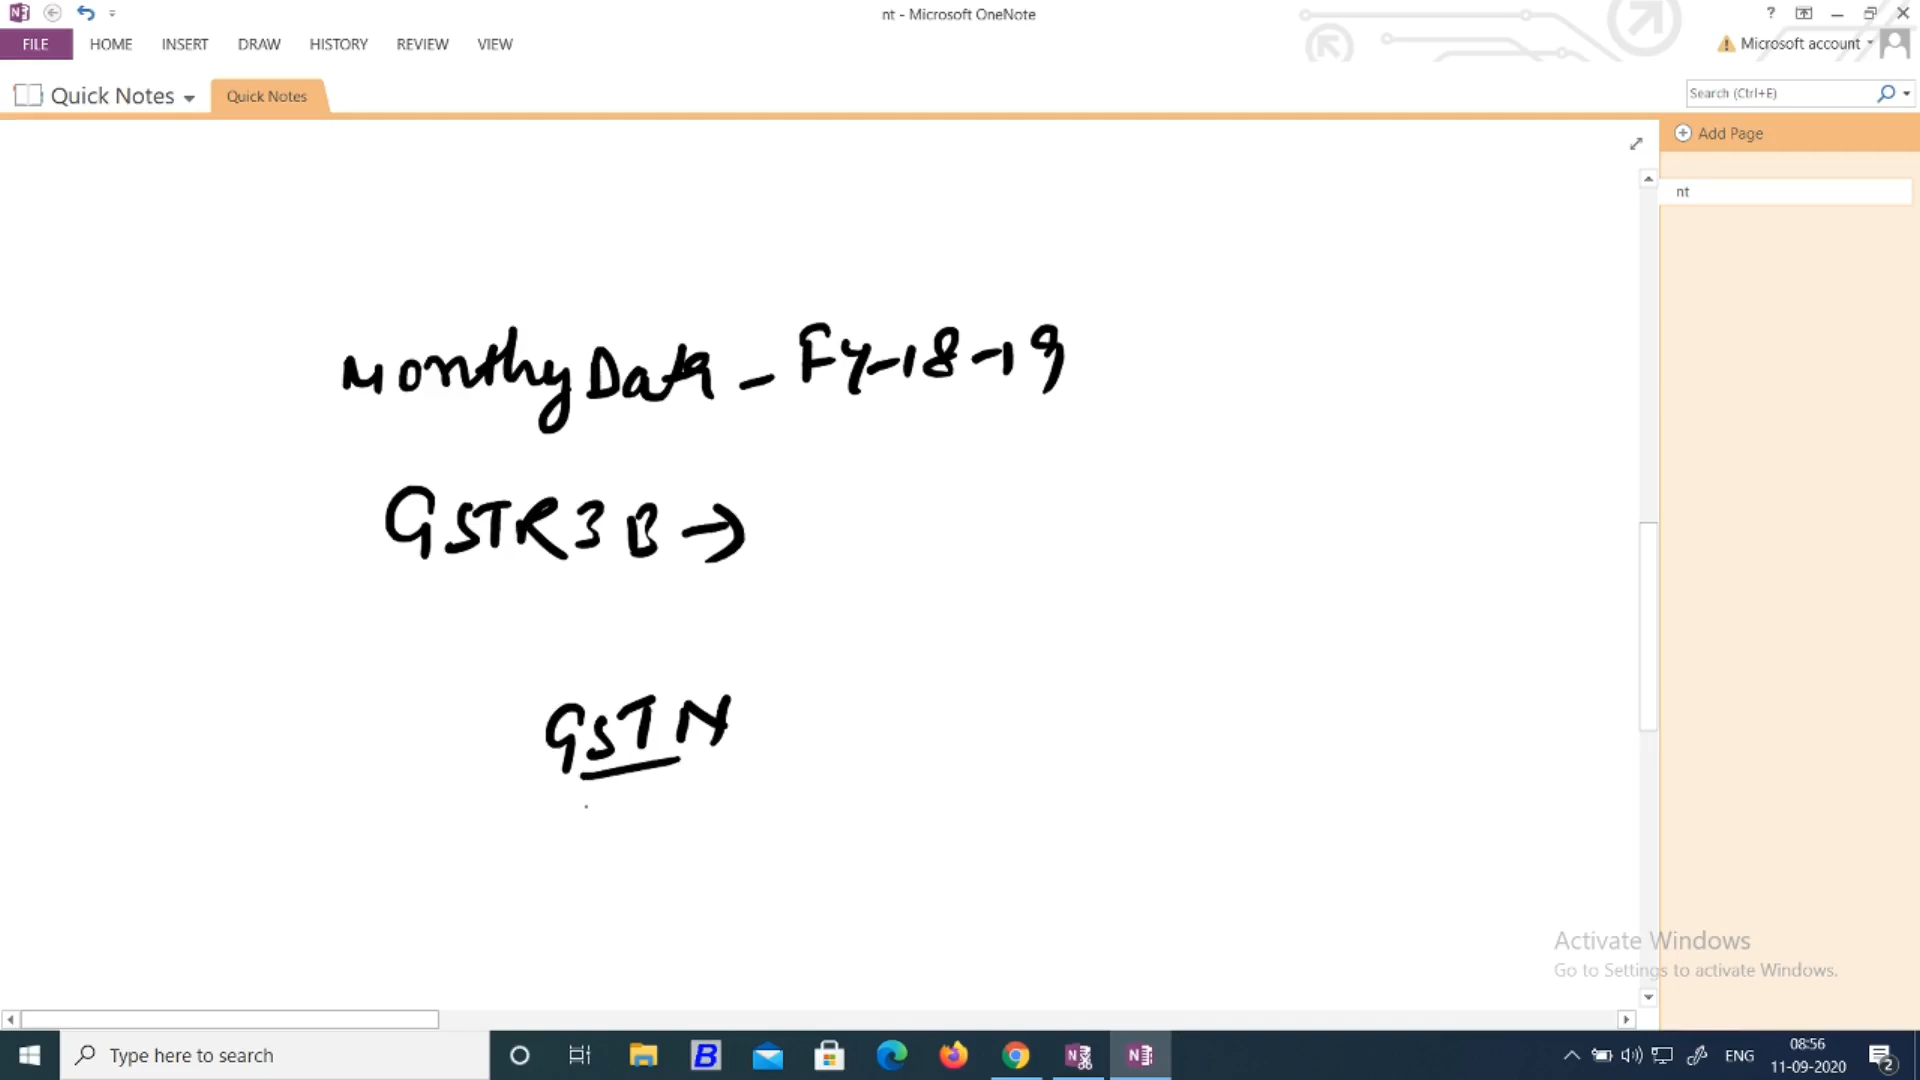 nt - Microsoft OneNote
?
FILE HOME INSERT DRAW HISTORY REVIEW VIEW
Microsoft account
Quick Notes
Quick Notes
Search (Ctrl+E)
Add Page
nt
MonthyData - Fy-18-19
GSTR3B →
GSTN
Activate Windows
Go to Settings to activate Windows.
Type here to search
B
ENG
08:56
11-09-2020
2